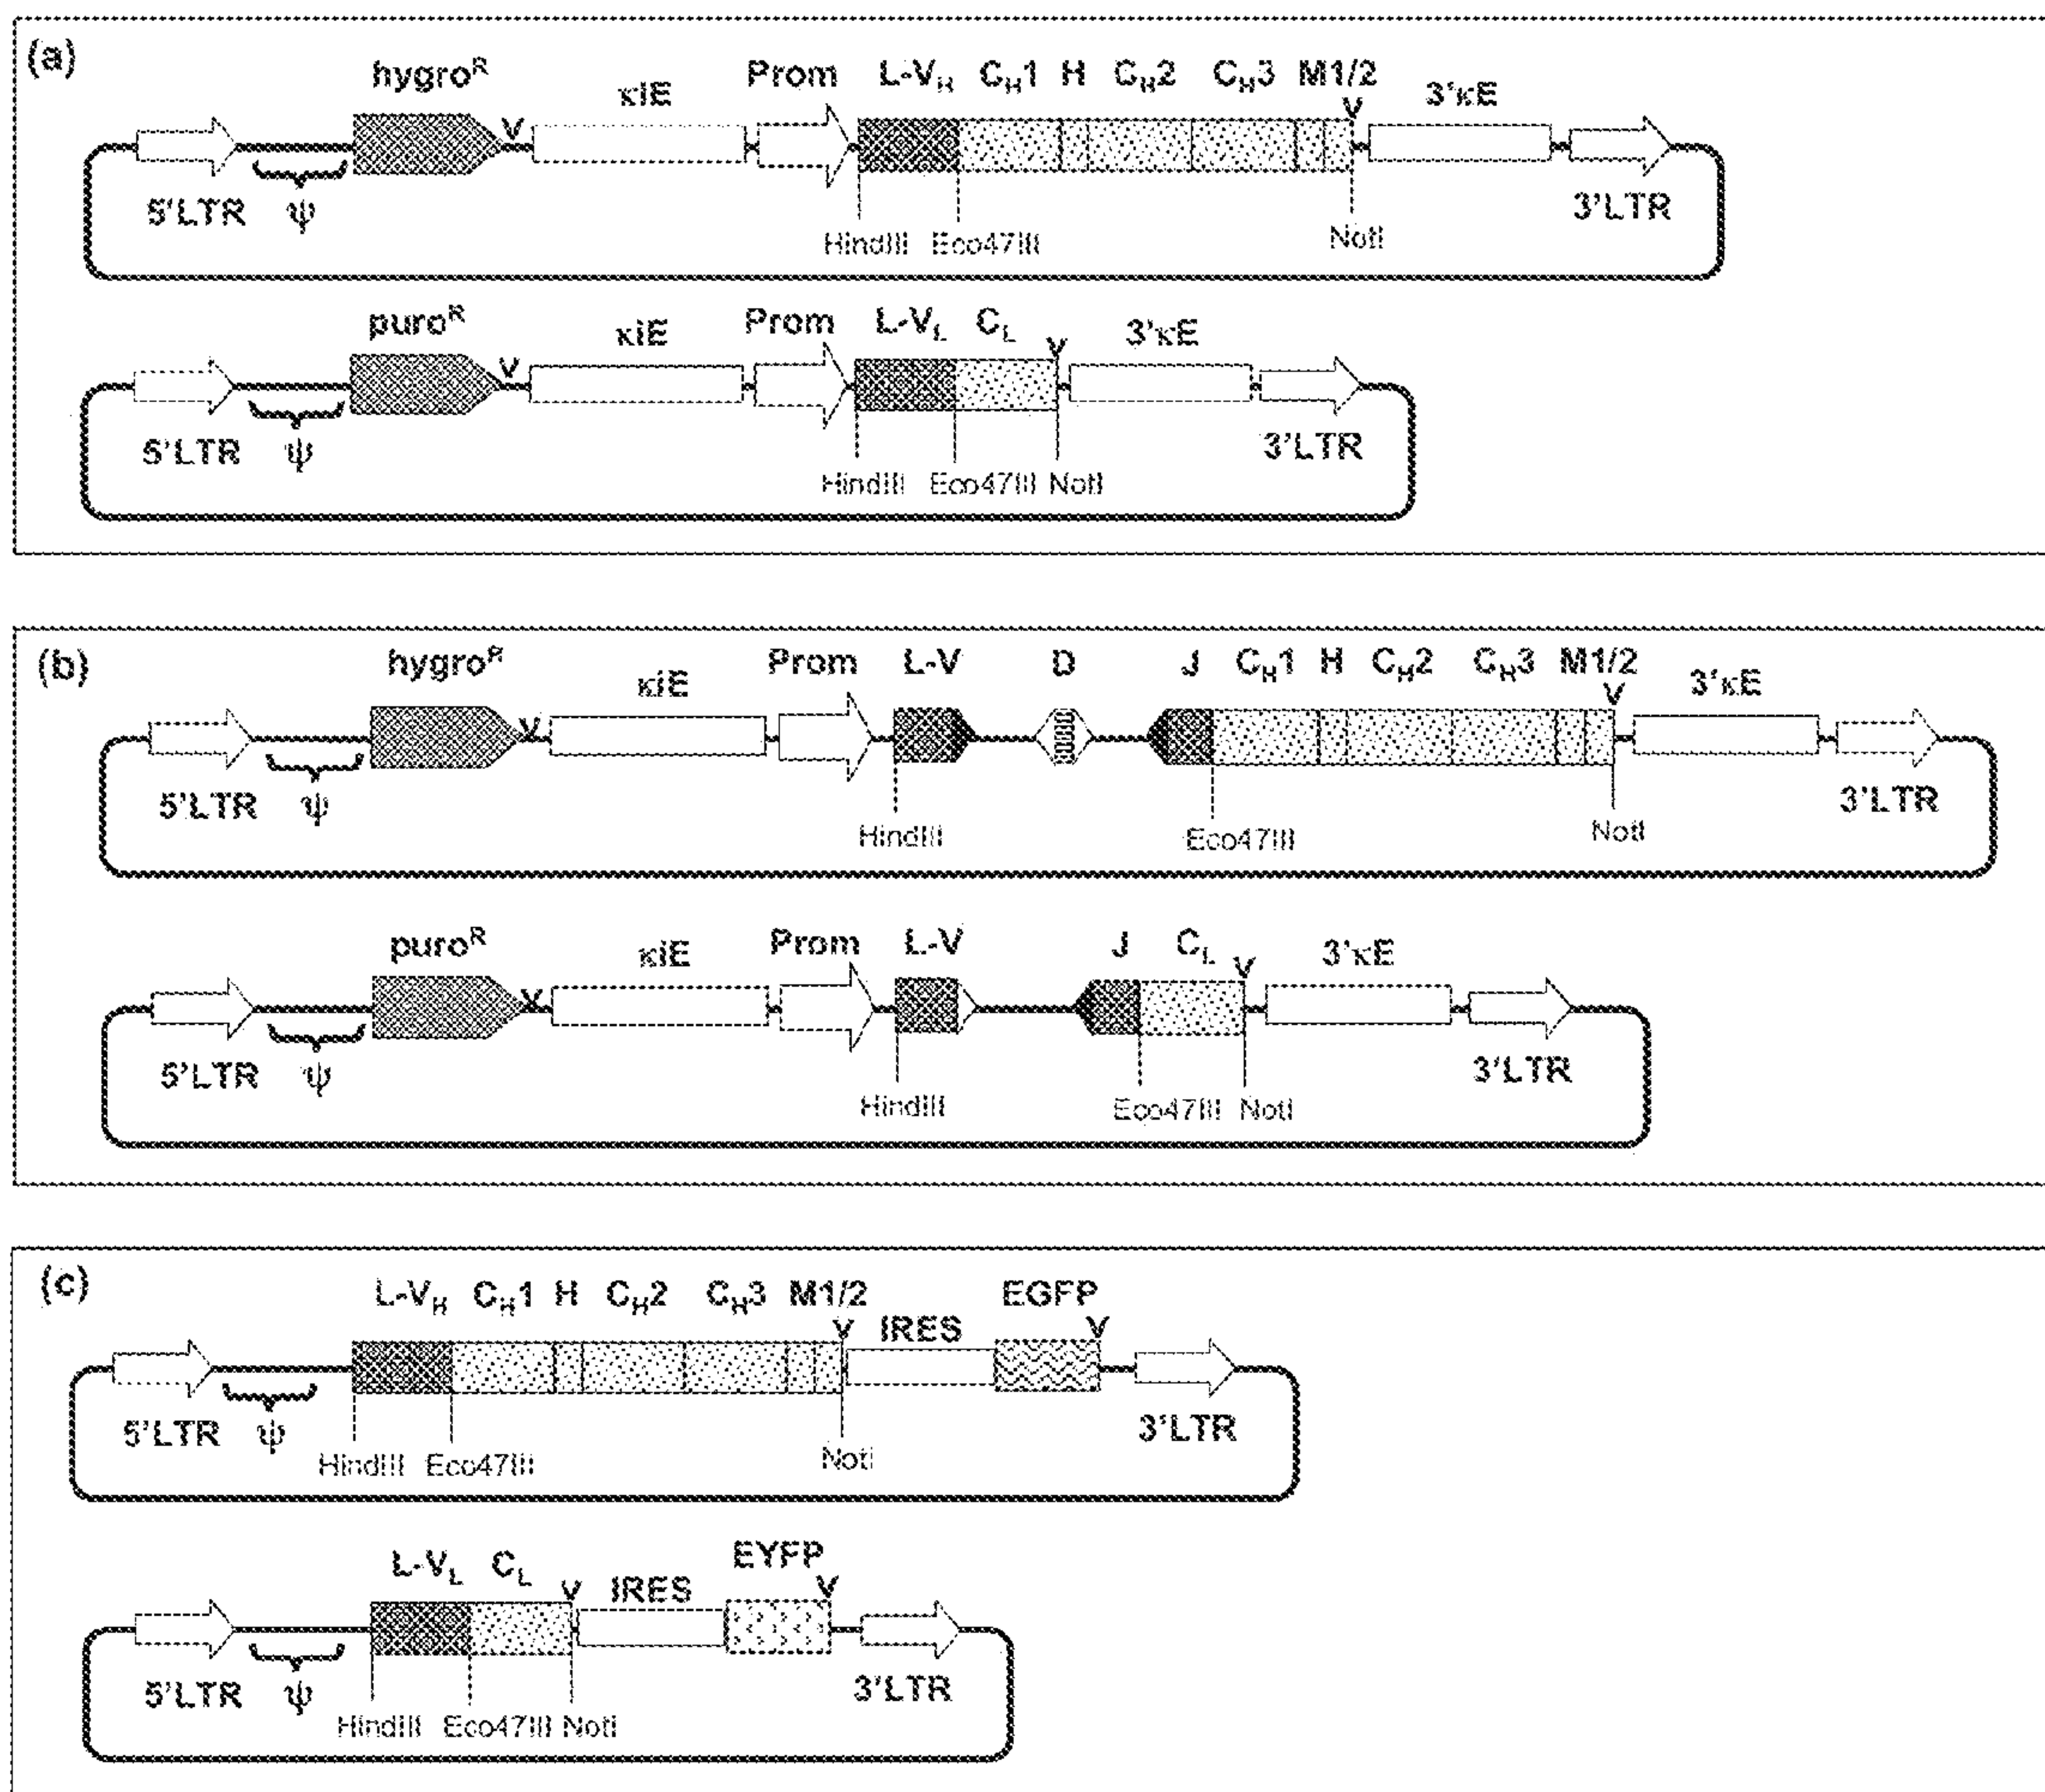 (a)
hygroR κiE Prom L-VH CH1 H CH2 CH3 M1/2 3'κE
5'LTR ψ 3'LTR
HindIII Eco47III NotI
puroR κiE Prom L-VL CL 3'κE
5'LTR ψ 3'LTR
HindIII Eco47III NotI
(b)
hygroR κiE Prom L-V D J CH1 H CH2 CH3 M1/2 3'κE
5'LTR ψ 3'LTR
HindIII Eco47III NotI
puroR κiE Prom L-V J CL 3'κE
5'LTR ψ 3'LTR
HindIII Eco47III NotI
(c)
L-VH CH1 H CH2 CH3 M1/2 IRES EGFP
5'LTR ψ 3'LTR
HindIII Eco47III NotI
L-VL CL IRES EYFP
5'LTR ψ 3'LTR
HindIII Eco47III NotI